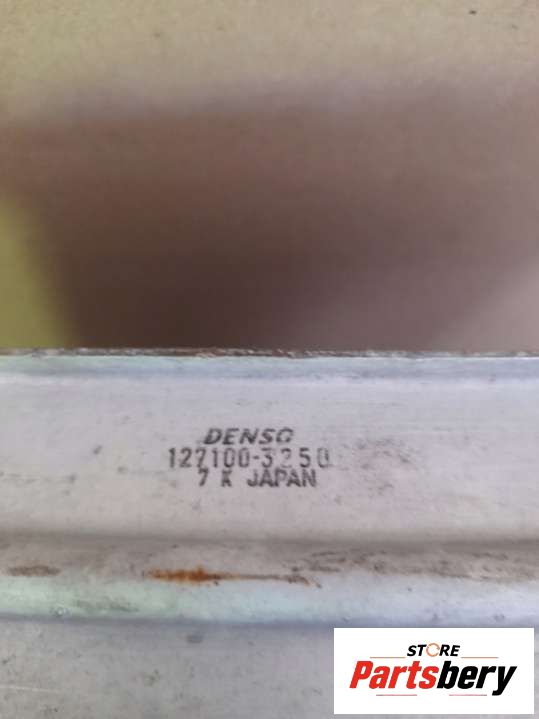 DENSO
127100-3250
7 K JAPAN
STORE
Partsbery